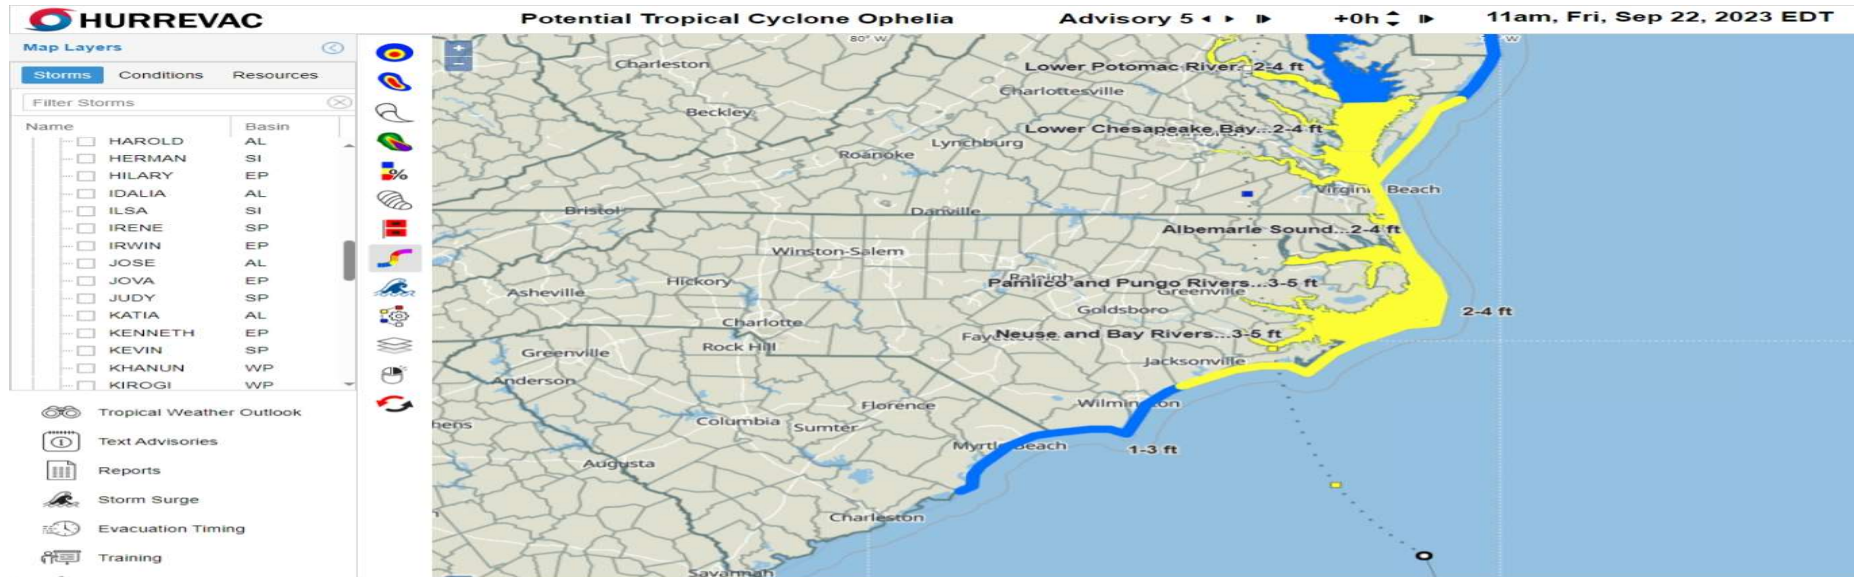 HURREVAC
Potential Tropical Cyclone Ophelia
Advisory 5
+0h
11am, Fri, Sep 22, 2023 EDT
Map Layers
Storms Conditions Resources
Filter Storms
Name Basin
HAROLD AL
HERMAN SI
HILARY EP
IDALIA AL
ILSA SI
IRENE SP
IRWIN EP
JOSE AL
JOVA EP
JUDY SP
KATIA AL
KENNETH EP
KEVIN SP
KHANUN WP
KIROGI WP
Tropical Weather Outlook
Text Advisories
Reports
Storm Surge
Evacuation Timing
Training
%
+
−
80° W
° W
Charleston
Lower Potomac River...2-4 ft
Charlottesville
Beckley
Lower Chesapeake Bay...2-4 ft
Lynchburg
Roanoke
Virginia Beach
Bristol
Danville
Albemarle Sound...2-4 ft
Winston-Salem
Raleigh
Hickory
Pamlico and Pungo Rivers...3-5 ft
Asheville
Greenville
Goldsboro
2-4 ft
Charlotte
Neuse and Bay Rivers...3-5 ft
Rock Hill
Greenville
Jacksonville
Anderson
Florence
Wilmington
Columbia
Sumter
hens
Myrtle Beach
1-3 ft
Augusta
Charleston
Savannah